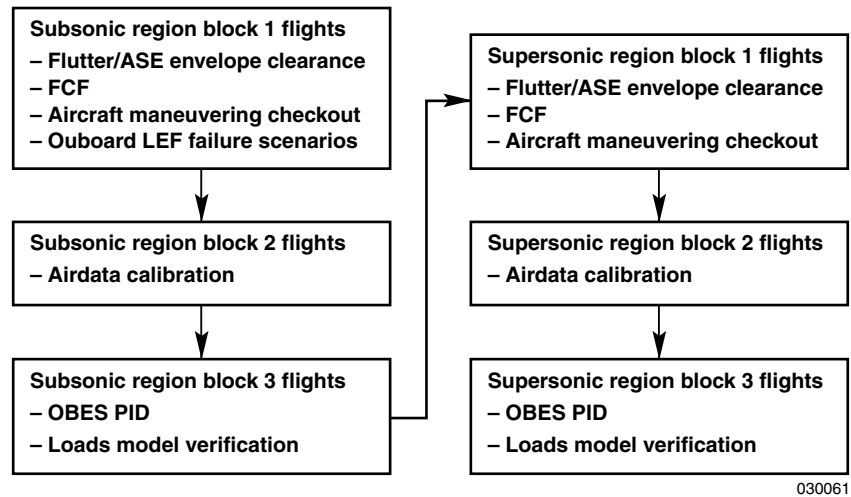 Subsonic region block 1 flights
– Flutter/ASE envelope clearance
– FCF
– Aircraft maneuvering checkout
– Ouboard LEF failure scenarios
Subsonic region block 2 flights
– Airdata calibration
Subsonic region block 3 flights
– OBES PID
– Loads model verification
Supersonic region block 1 flights
– Flutter/ASE envelope clearance
– FCF
– Aircraft maneuvering checkout
Supersonic region block 2 flights
– Airdata calibration
Supersonic region block 3 flights
– OBES PID
– Loads model verification
030061